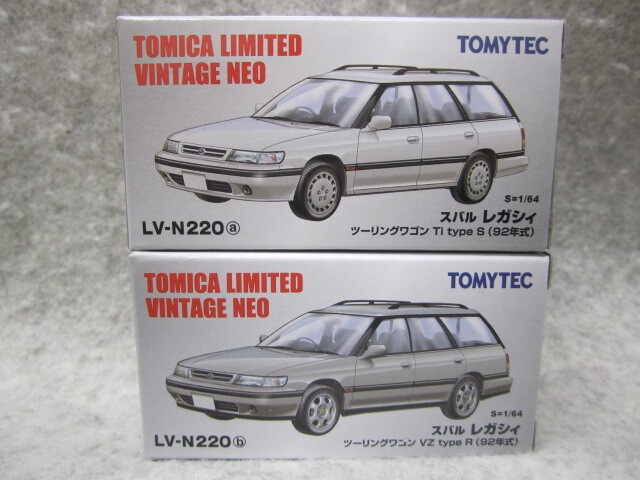 TOMICA LIMITED
VINTAGE NEO
TOMYTEC
S=1/64
LV-N220ⓐ
スバル レガシィ
ツーリングワゴン Ti type S (92年式)
TOMICA LIMITED
VINTAGE NEO
TOMYTEC
S=1/64
LV-N220ⓑ
スバル レガシィ
ツーリングワゴン VZ type R (92年式)